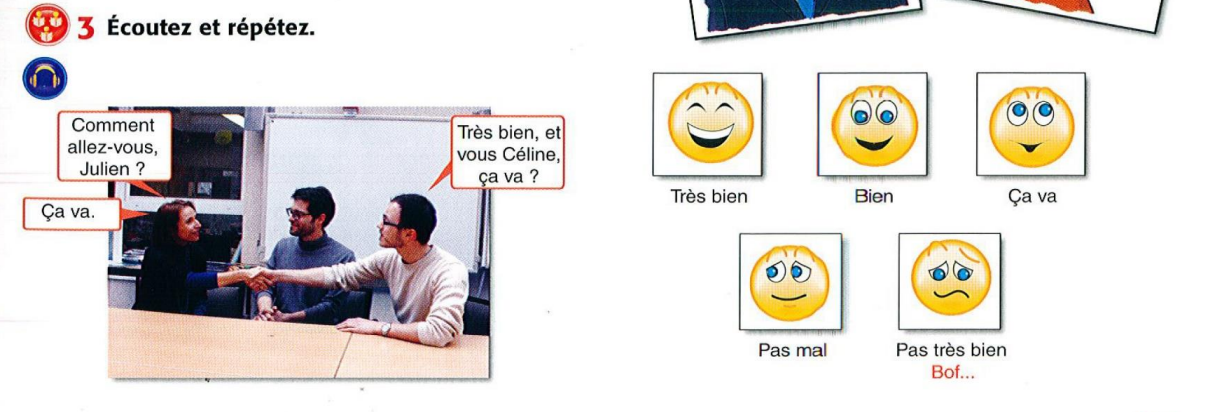 3 Écoutez et répétez.
Comment
allez-vous,
Julien ?
Très bien, et
vous Céline,
ça va ?
Ça va.
Très bien
Bien
Ça va
Pas mal
Pas très bien
Bof...